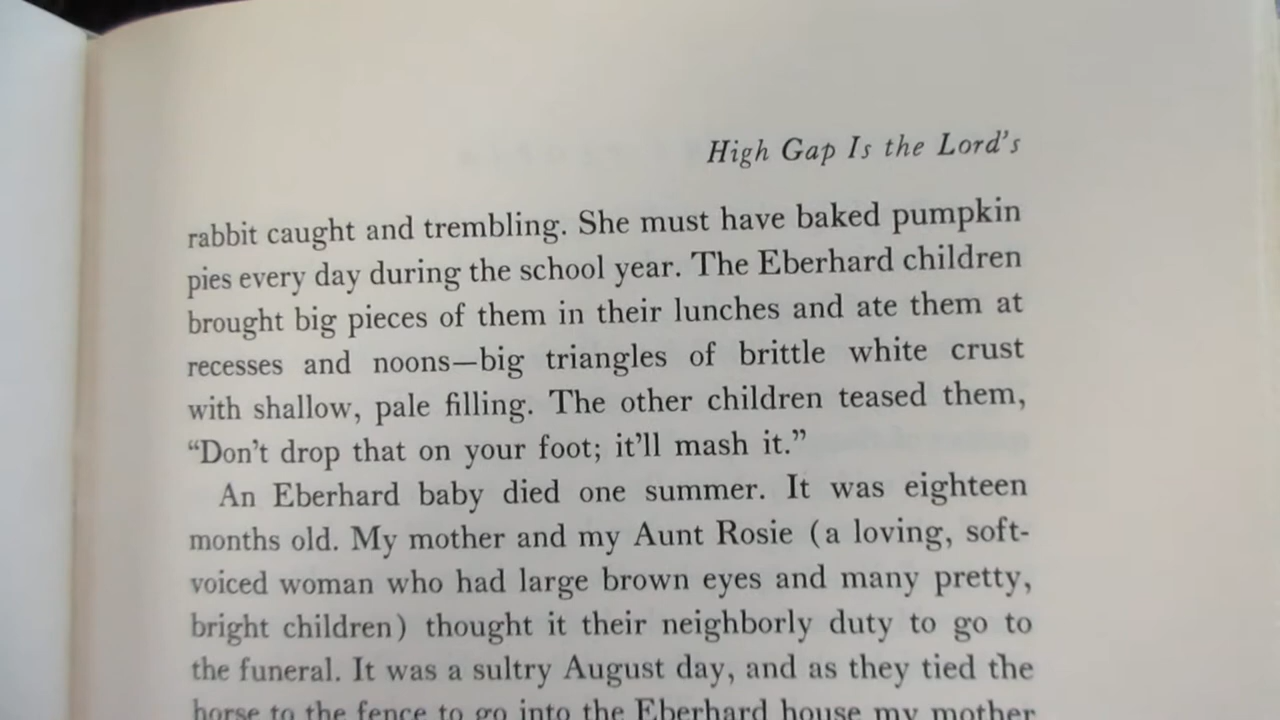 High Gap Is the Lord's
rabbit caught and trembling. She must have baked pumpkin
pies every day during the school year. The Eberhard children
brought big pieces of them in their lunches and ate them at
recesses and noons—big triangles of brittle white crust
with shallow, pale filling. The other children teased them,
“Don't drop that on your foot; it'll mash it.”
An Eberhard baby died one summer. It was eighteen
months old. My mother and my Aunt Rosie (a loving, soft-
voiced woman who had large brown eyes and many pretty,
bright children) thought it their neighborly duty to go to
the funeral. It was a sultry August day, and as they tied the
horse to the fence to go into the Eberhard house my mother